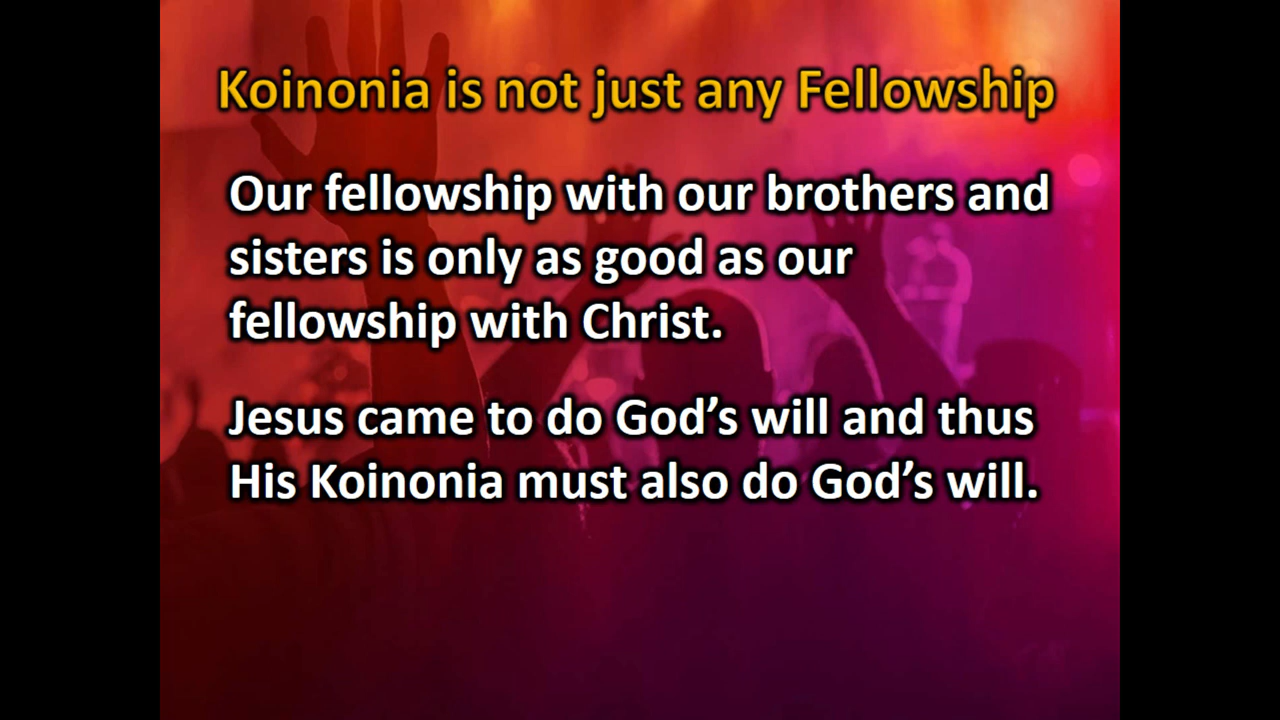 Koinonia is not just any Fellowship
Our fellowship with our brothers and
sisters is only as good as our
fellowship with Christ.
Jesus came to do God’s will and thus
His Koinonia must also do God’s will.